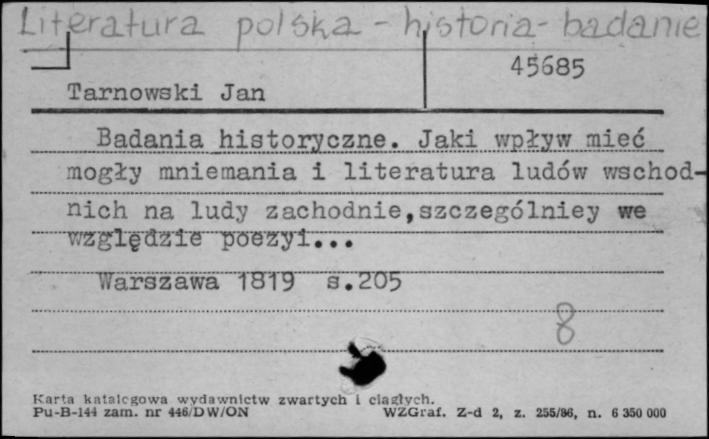 Literatura polska - historia - badanie
45685
Tarnowski Jan
Badania historyczne. Jaki wpływ mieć
mogły mniemania i literatura ludów wschod-
nich na ludy zachodnie,szczególniey we
względzie poezyi...
Warszawa 1819 s.205
8
Karta katalogowa wydawnictw zwartych i ciągłych.
Pu-B-144 zam. nr 446/DW/ON WZGraf. Z-d 2, z. 255/86, n. 6 350 000